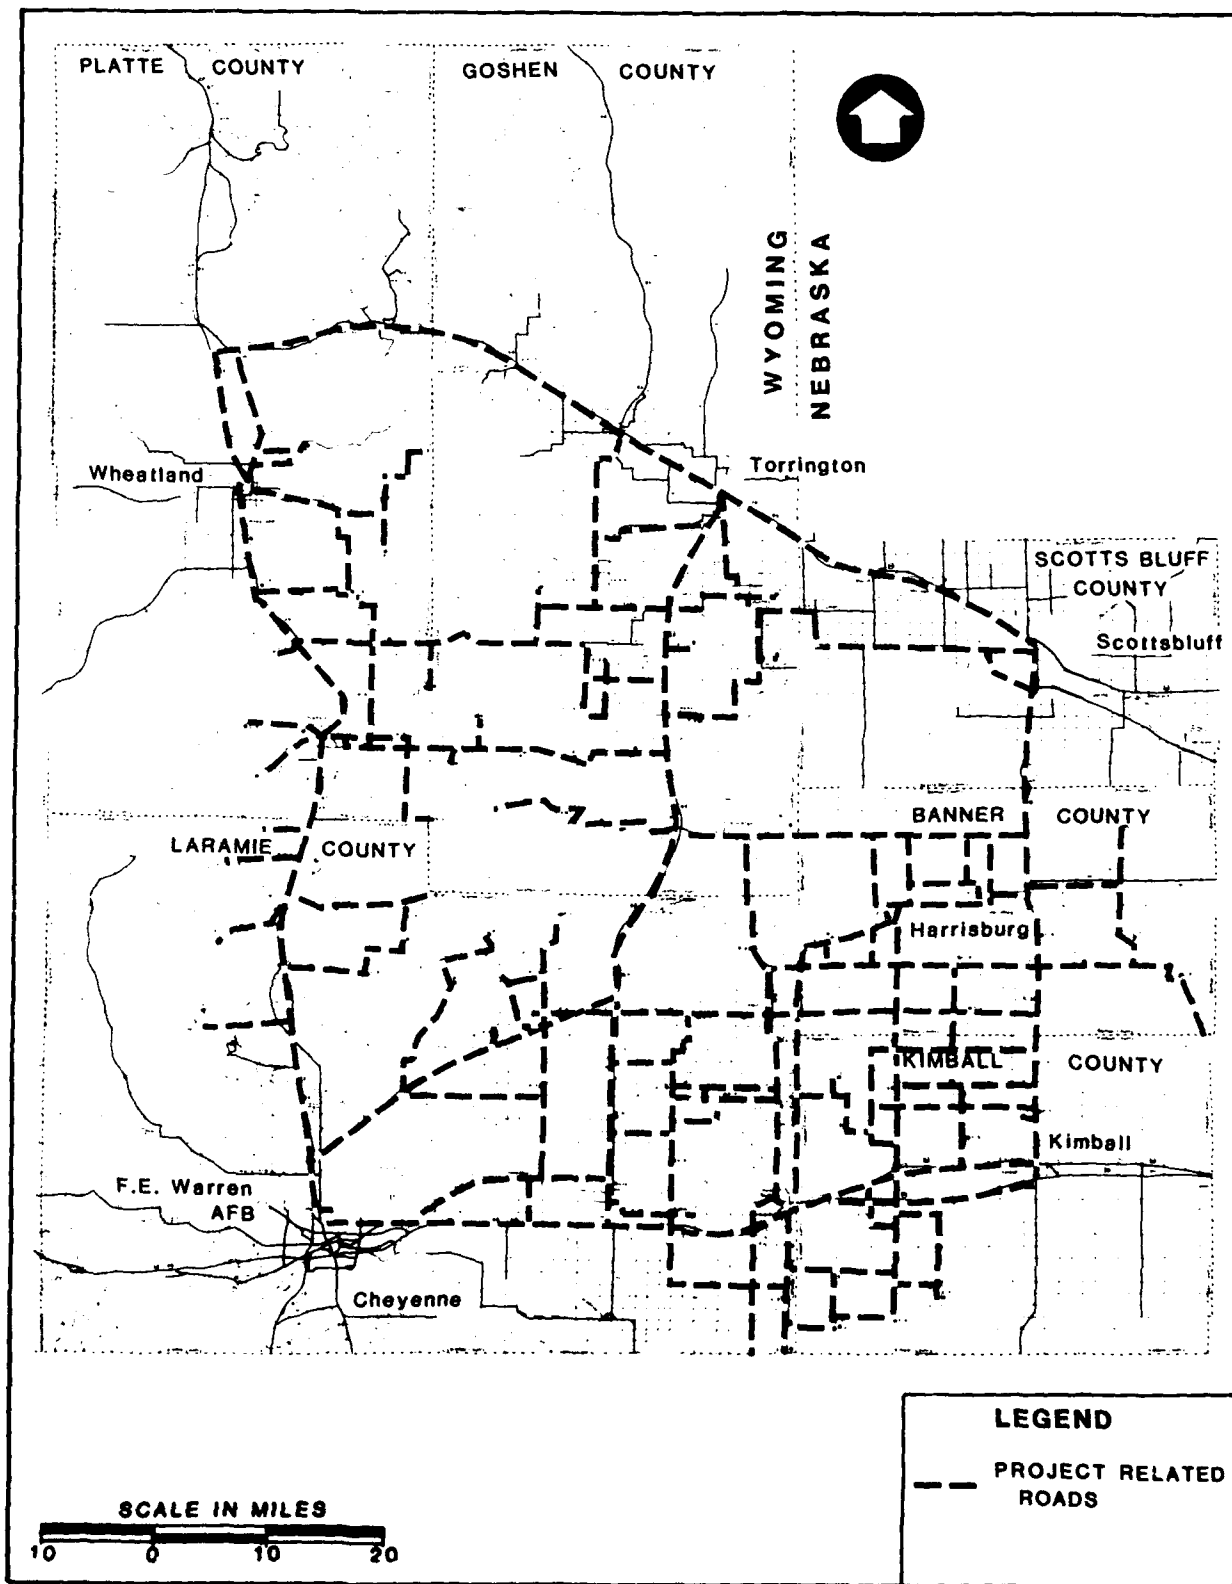 PLATTE COUNTY
GOSHEN COUNTY
WYOMING
NEBRASKA
Wheatland
Torrington
SCOTTS BLUFF
COUNTY
Scottsbluff
BANNER COUNTY
LARAMIE COUNTY
Harrisburg
KIMBALL COUNTY
Kimball
F.E. Warren
AFB
Cheyenne
LEGEND
PROJECT RELATED
ROADS
SCALE IN MILES
10 0 10 20